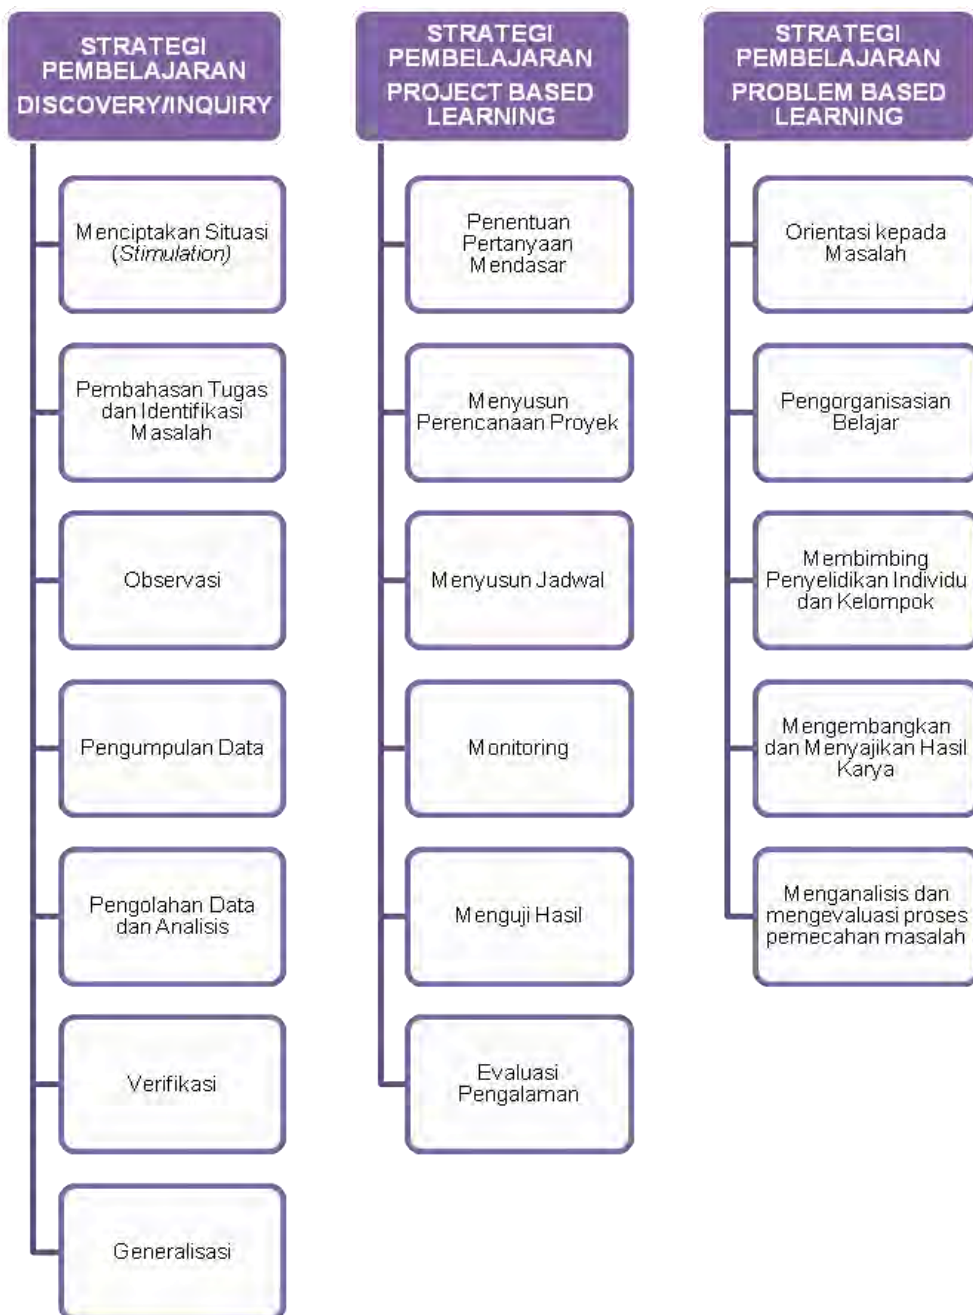 STRATEGI
PEMBELAJARAN
DISCOVERY/INQUIRY
Menciptakan Situasi
(Stimulation)
Pembahasan Tugas
dan Identifikasi
Masalah
Observasi
Pengumpulan Data
Pengolahan Data
dan Analisis
Verifikasi
Generalisasi
STRATEGI
PEMBELAJARAN
PROJECT BASED
LEARNING
Penentuan
Pertanyaan
Mendasar
Menyusun
Perencanaan Proyek
Menyusun Jadwal
Monitoring
Menguji Hasil
Evaluasi
Pengalaman
STRATEGI
PEMBELAJARAN
PROBLEM BASED
LEARNING
Orientasi kepada
Masalah
Pengorganisasian
Belajar
Membimbing
Penyelidikan Individu
dan Kelompok
Mengembangkan
dan Menyajikan Hasil
Karya
Menganalisis dan
mengevaluasi proses
pemecahan masalah